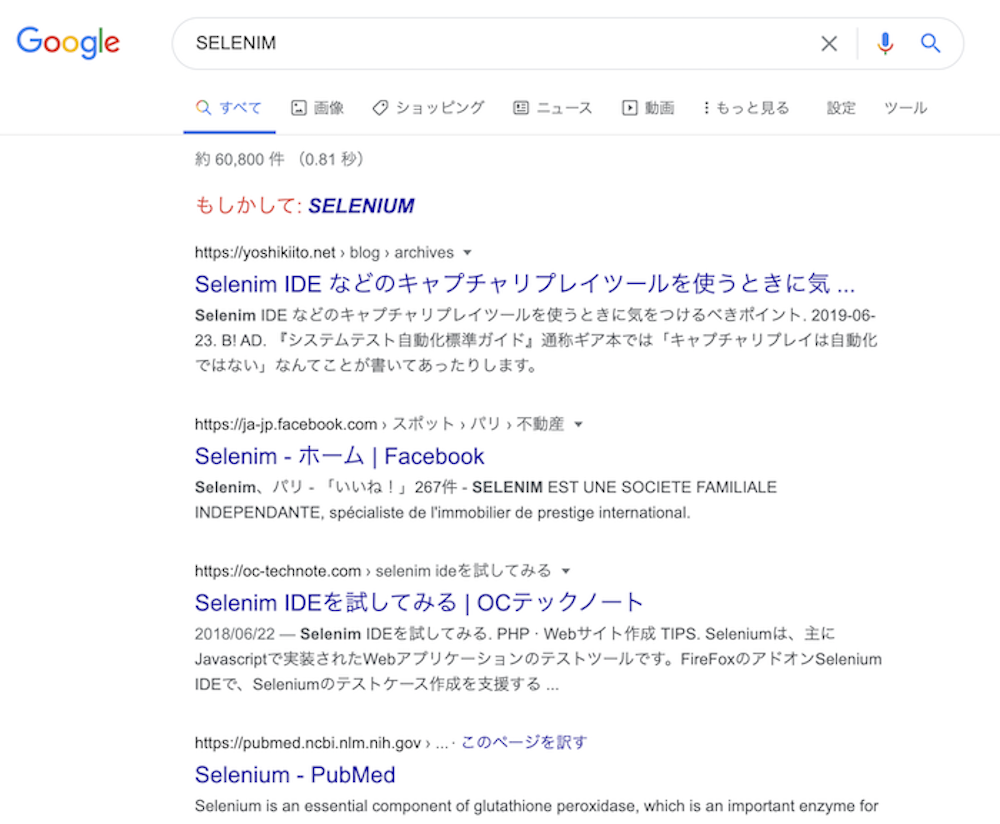 Google
SELENIM
すべて 画像 ショッピング ニュース 動画 もっと見る 設定 ツール
約 60,800 件 （0.81 秒）
もしかして: SELENIUM
https://yoshikiito.net › blog › archives
Selenim IDE などのキャプチャリプレイツールを使うときに気 ...
Selenim IDE などのキャプチャリプレイツールを使うときに気をつけるべきポイント. 2019-06-
23. B! AD. 『システムテスト自動化標準ガイド』通称ギア本では「キャプチャリプレイは自動化
ではない」なんてことが書いてあったりします。
https://ja-jp.facebook.com › スポット › パリ › 不動産
Selenim - ホーム | Facebook
Selenim、パリ - 「いいね！」267件 - SELENIM EST UNE SOCIETE FAMILIALE
INDEPENDANTE, spécialiste de l'immobilier de prestige international.
https://oc-technote.com › selenim ideを試してみる
Selenim IDEを試してみる | OCテックノート
2018/06/22 — Selenim IDEを試してみる. PHP · Webサイト作成 TIPS. Seleniumは、主に
Javascriptで実装されたWebアプリケーションのテストツールです。FireFoxのアドオンSelenium
IDEで、Seleniumのテストケース作成を支援する ...
https://pubmed.ncbi.nlm.nih.gov › ... · このページを訳す
Selenium - PubMed
Selenium is an essential component of glutathione peroxidase, which is an important enzyme for